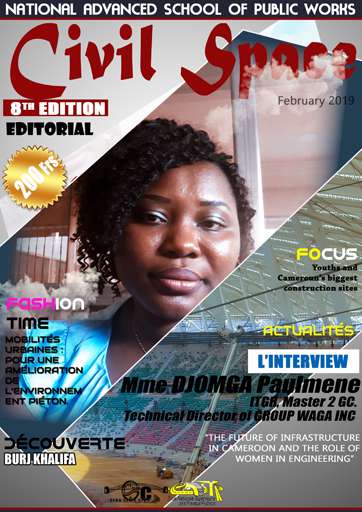 NATIONAL ADVANCED SCHOOL OF PUBLIC WORKS
Civil Space
8TH EDITION
February 2019
EDITORIAL
200 Frs
FOCUS
Youths and
Cameroon's biggest
construction sites
FASHION
TIME
MOBILITÉS
URBAINES :
POUR UNE
AMÉLIORATION
DE
L'ENVIRONNEM
ENT PIÉTON.
ACTUALITÉS
L'INTERVIEW
Mme DJOMGA Paulmene
ITGR, Master 2 GC.
Technical Director of GROUP WAGA INC
DÉCOUVERTE
BURJ KHALIFA
"THE FUTURE OF INFRASTRUCTURE
IN CAMEROON AND THE ROLE OF
WOMEN IN ENGINEERING"